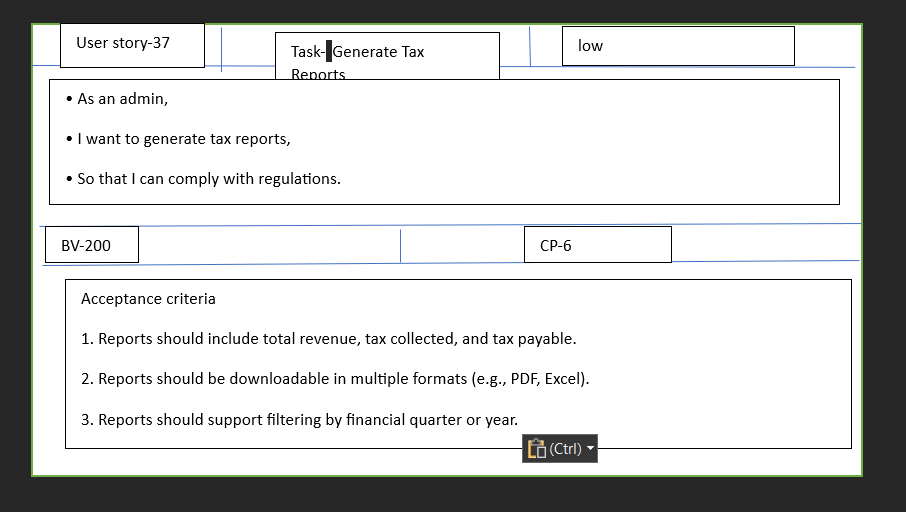 User story-37
Task- Generate Tax
Reports
low
• As an admin,
• I want to generate tax reports,
• So that I can comply with regulations.
BV-200
CP-6
Acceptance criteria
1. Reports should include total revenue, tax collected, and tax payable.
2. Reports should be downloadable in multiple formats (e.g., PDF, Excel).
3. Reports should support filtering by financial quarter or year.
(Ctrl)